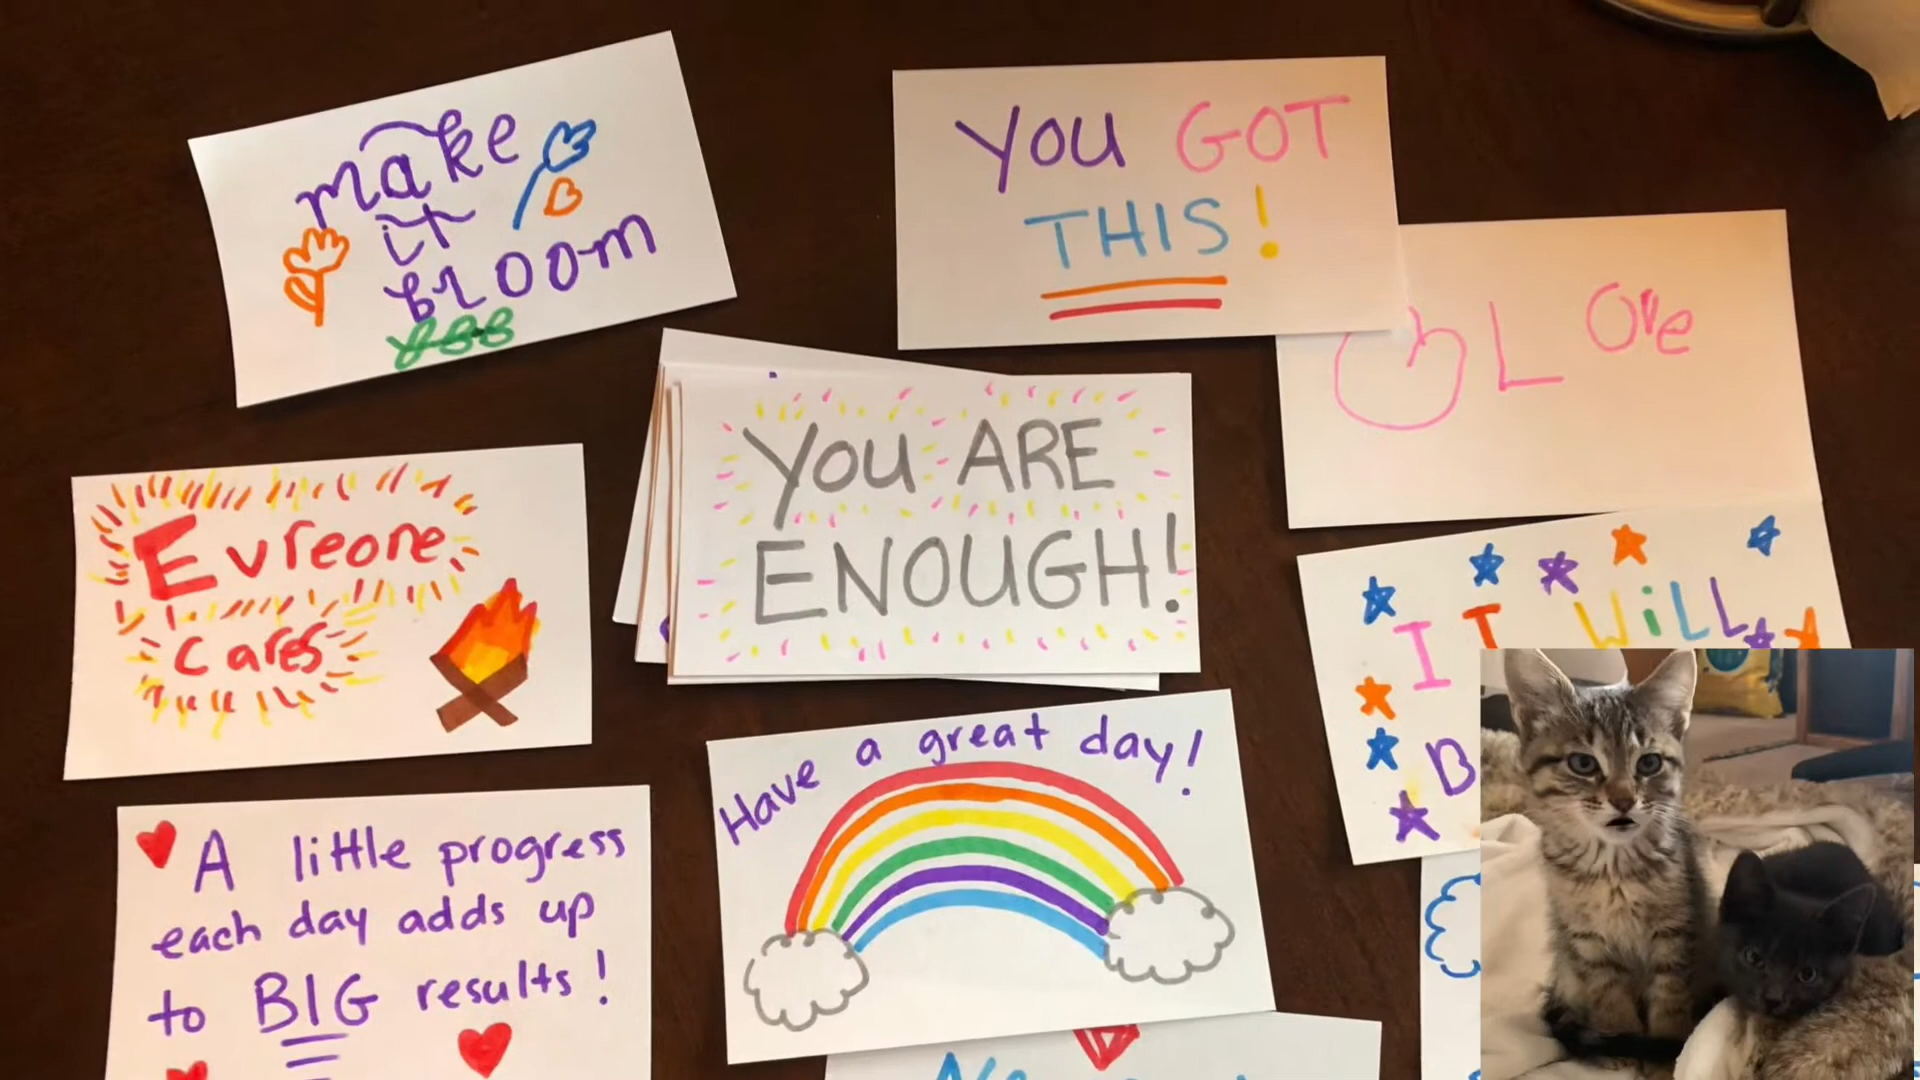 make
it
bloom
YOU GOT
THIS!
Love
Evreone
cares
YOU ARE
ENOUGH!
IT WiLL
B
Have a great day!
A little progress
each day adds up
to BIG results!